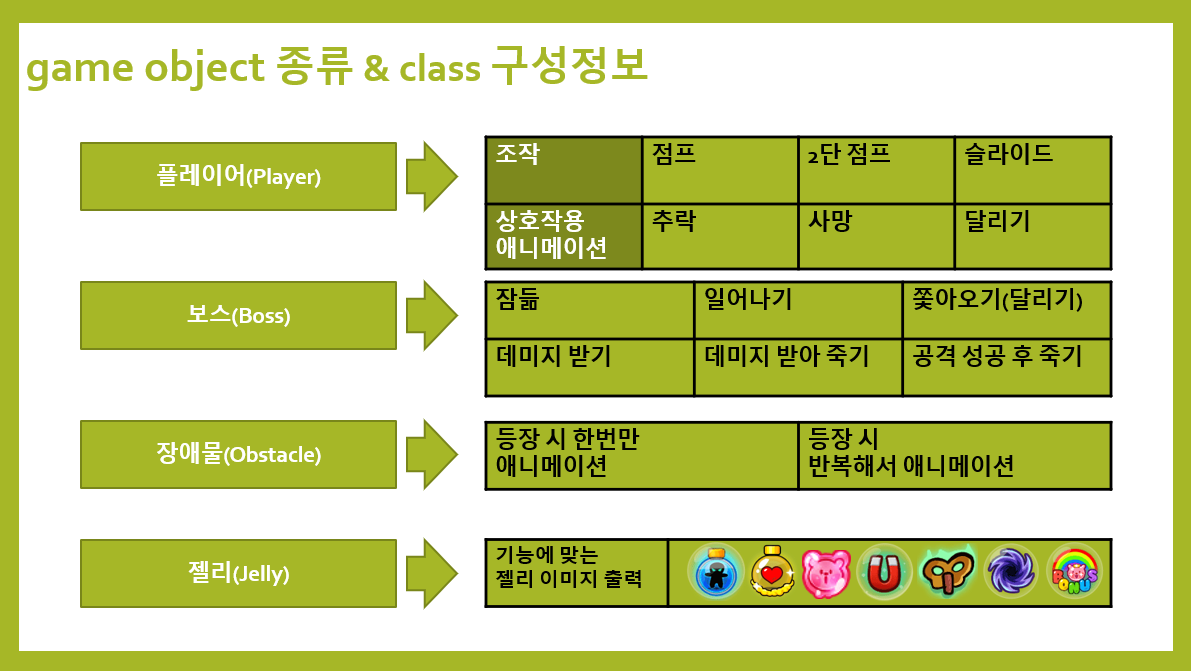 game object 종류 & class 구성정보
플레이어(Player)
조작
점프
2단 점프
슬라이드
상호작용
애니메이션
추락
사망
달리기
보스(Boss)
잠듦
일어나기
쫓아오기(달리기)
데미지 받기
데미지 받아 죽기
공격 성공 후 죽기
장애물(Obstacle)
등장 시 한번만
애니메이션
등장 시
반복해서 애니메이션
젤리(Jelly)
기능에 맞는
젤리 이미지 출력
BONUS